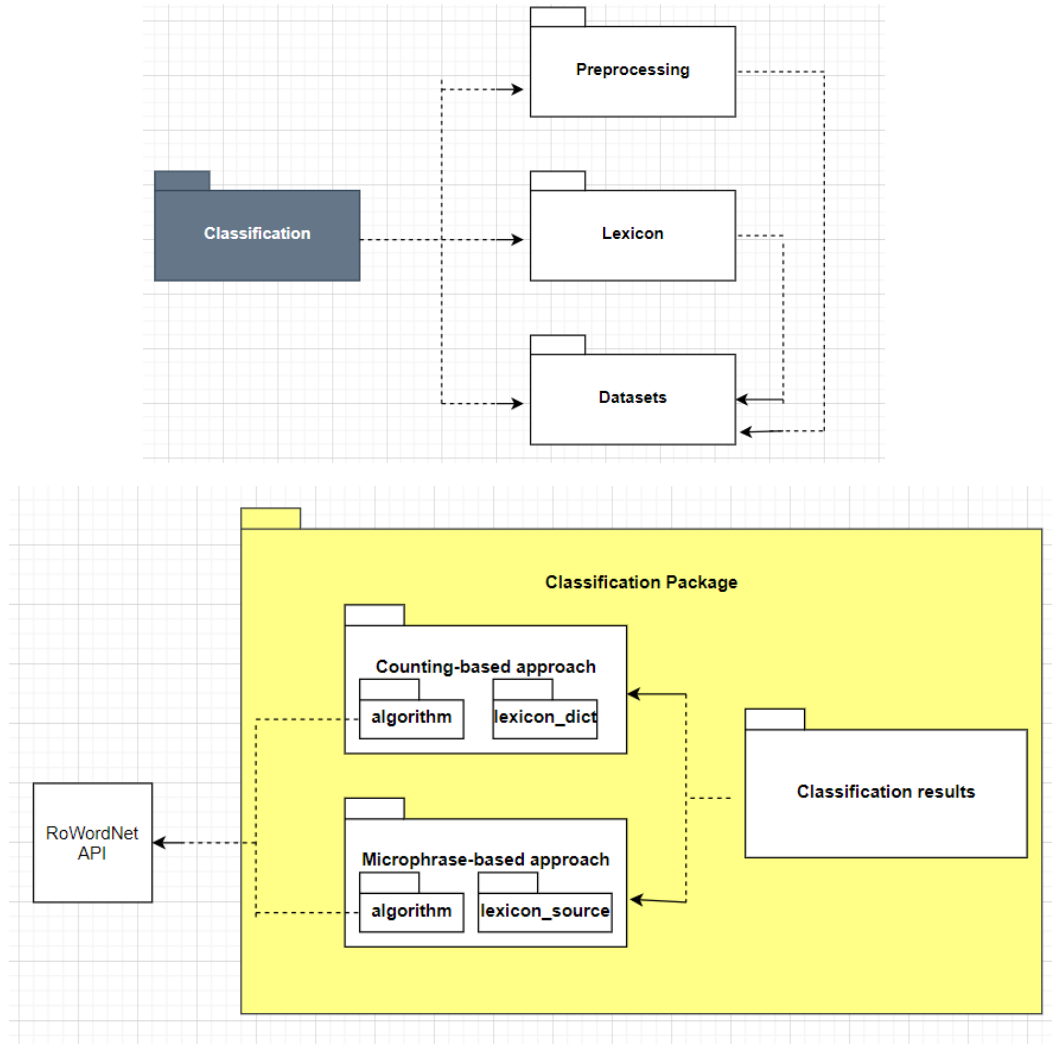 Preprocessing
Classification
Lexicon
Datasets
Classification Package
Counting-based approach
algorithm
lexicon_dict
Classification results
RoWordNet
API
Microphrase-based approach
algorithm
lexicon_source